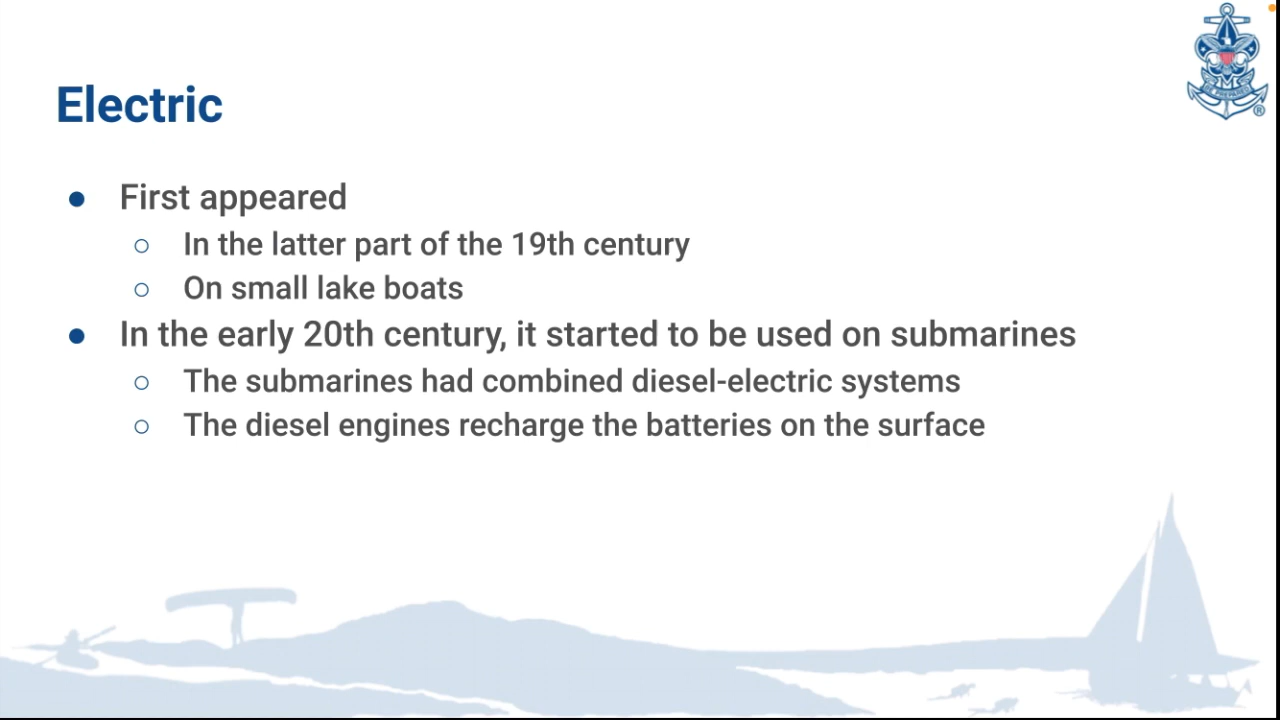 Electric
● First appeared
○ In the latter part of the 19th century
○ On small lake boats
● In the early 20th century, it started to be used on submarines
○ The submarines had combined diesel-electric systems
○ The diesel engines recharge the batteries on the surface
BE PREPARED
®